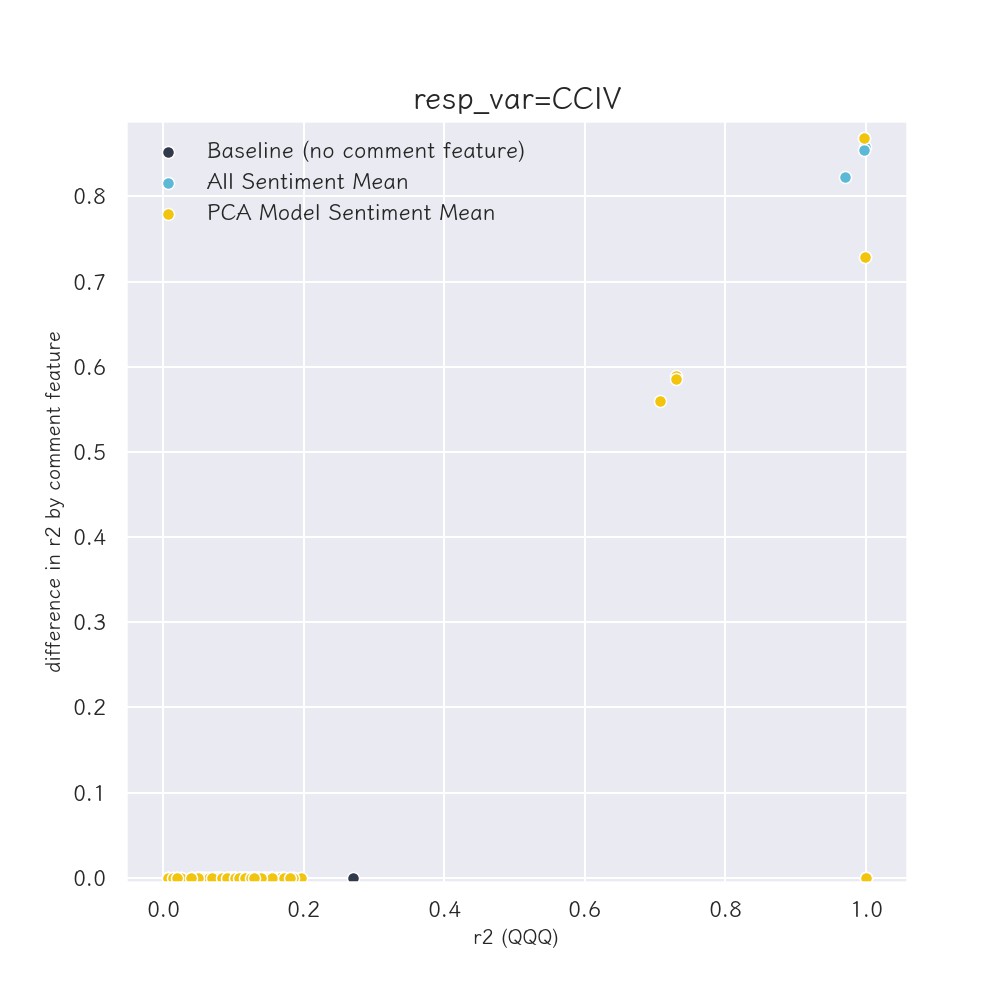 resp_var=CCIV
Baseline (no comment feature)
All Sentiment Mean
PCA Model Sentiment Mean
difference in r2 by comment feature
0.8
0.7
0.6
0.5
0.4
0.3
0.2
0.1
0.0
0.0 0.2 0.4 0.6 0.8 1.0
r2 (QQQ)